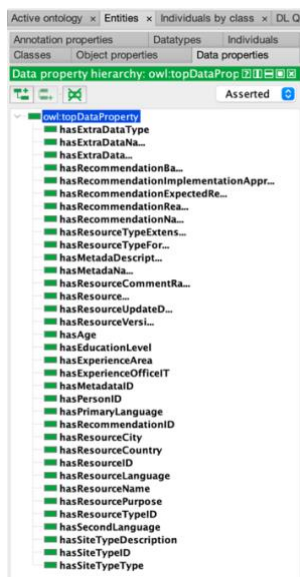 Active ontology × Entities × Individuals by class × DL Q
Annotation properties Datatypes Individuals
Classes Object properties Data properties
Data property hierarchy: owl:topDataProp
Asserted
owl:topDataProperty
hasExtraDataType
hasExtraDataNa...
hasExtraData...
hasRecommendationBa...
hasRecommendationImplementationAppr...
hasRecommendationExpectedRe...
hasRecommendationRea...
hasRecommendationNa...
hasResourceTypeExtens...
hasResourceTypeFor...
hasMetadaDescript...
hasMetadaNa...
hasResourceCommentRa...
hasResource...
hasResourceUpdateD...
hasResourceVersi...
hasAge
hasEducationLevel
hasExperienceArea
hasExperienceOfficeIT
hasMetadataID
hasPersonID
hasPrimaryLanguage
hasRecommendationID
hasResourceCity
hasResourceCountry
hasResourceID
hasResourceLanguage
hasResourceName
hasResourcePurpose
hasResourceTypeID
hasSecondLanguage
hasSiteTypeDescription
hasSiteTypeID
hasSiteTypeType